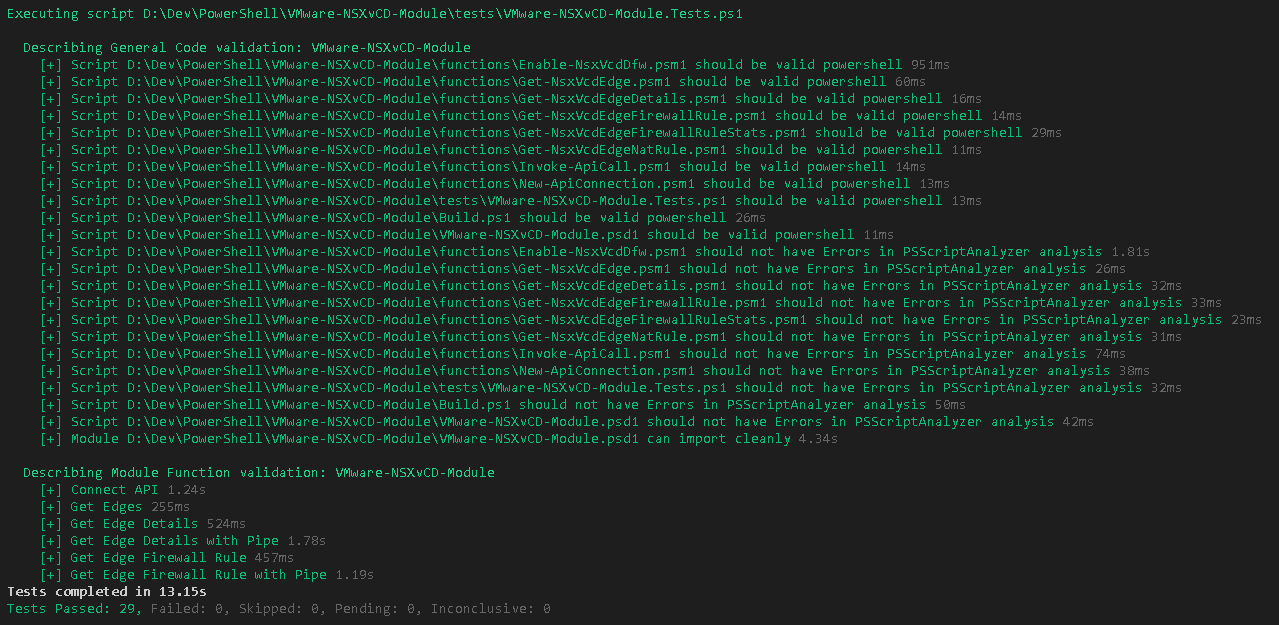 Executing script D:\Dev\PowerShell\VMware-NSXvCD-Module\tests\VMware-NSXvCD-Module.Tests.ps1
Describing General Code validation: VMware-NSXvCD-Module
[+] Script D:\Dev\PowerShell\VMware-NSXvCD-Module\functions\Enable-NsxVcdDfw.psm1 should be valid powershell 951ms
[+] Script D:\Dev\PowerShell\VMware-NSXvCD-Module\functions\Get-NsxVcdEdge.psm1 should be valid powershell 60ms
[+] Script D:\Dev\PowerShell\VMware-NSXvCD-Module\functions\Get-NsxVcdEdgeDetails.psm1 should be valid powershell 16ms
[+] Script D:\Dev\PowerShell\VMware-NSXvCD-Module\functions\Get-NsxVcdEdgeFirewallRule.psm1 should be valid powershell 14ms
[+] Script D:\Dev\PowerShell\VMware-NSXvCD-Module\functions\Get-NsxVcdEdgeFirewallRuleStats.psm1 should be valid powershell 29ms
[+] Script D:\Dev\PowerShell\VMware-NSXvCD-Module\functions\Get-NsxVcdEdgeNatRule.psm1 should be valid powershell 11ms
[+] Script D:\Dev\PowerShell\VMware-NSXvCD-Module\functions\Invoke-ApiCall.psm1 should be valid powershell 14ms
[+] Script D:\Dev\PowerShell\VMware-NSXvCD-Module\functions\New-ApiConnection.psm1 should be valid powershell 13ms
[+] Script D:\Dev\PowerShell\VMware-NSXvCD-Module\tests\VMware-NSXvCD-Module.Tests.ps1 should be valid powershell 13ms
[+] Script D:\Dev\PowerShell\VMware-NSXvCD-Module\Build.ps1 should be valid powershell 26ms
[+] Script D:\Dev\PowerShell\VMware-NSXvCD-Module\VMware-NSXvCD-Module.psd1 should be valid powershell 11ms
[+] Script D:\Dev\PowerShell\VMware-NSXvCD-Module\functions\Enable-NsxVcdDfw.psm1 should not have Errors in PSScriptAnalyzer analysis 1.81s
[+] Script D:\Dev\PowerShell\VMware-NSXvCD-Module\functions\Get-NsxVcdEdge.psm1 should not have Errors in PSScriptAnalyzer analysis 26ms
[+] Script D:\Dev\PowerShell\VMware-NSXvCD-Module\functions\Get-NsxVcdEdgeDetails.psm1 should not have Errors in PSScriptAnalyzer analysis 32ms
[+] Script D:\Dev\PowerShell\VMware-NSXvCD-Module\functions\Get-NsxVcdEdgeFirewallRule.psm1 should not have Errors in PSScriptAnalyzer analysis 33ms
[+] Script D:\Dev\PowerShell\VMware-NSXvCD-Module\functions\Get-NsxVcdEdgeFirewallRuleStats.psm1 should not have Errors in PSScriptAnalyzer analysis 23ms
[+] Script D:\Dev\PowerShell\VMware-NSXvCD-Module\functions\Get-NsxVcdEdgeNatRule.psm1 should not have Errors in PSScriptAnalyzer analysis 31ms
[+] Script D:\Dev\PowerShell\VMware-NSXvCD-Module\functions\Invoke-ApiCall.psm1 should not have Errors in PSScriptAnalyzer analysis 74ms
[+] Script D:\Dev\PowerShell\VMware-NSXvCD-Module\functions\New-ApiConnection.psm1 should not have Errors in PSScriptAnalyzer analysis 38ms
[+] Script D:\Dev\PowerShell\VMware-NSXvCD-Module\tests\VMware-NSXvCD-Module.Tests.ps1 should not have Errors in PSScriptAnalyzer analysis 32ms
[+] Script D:\Dev\PowerShell\VMware-NSXvCD-Module\Build.ps1 should not have Errors in PSScriptAnalyzer analysis 50ms
[+] Script D:\Dev\PowerShell\VMware-NSXvCD-Module\VMware-NSXvCD-Module.psd1 should not have Errors in PSScriptAnalyzer analysis 42ms
[+] Module D:\Dev\PowerShell\VMware-NSXvCD-Module\VMware-NSXvCD-Module.psd1 can import cleanly 4.34s
Describing Module Function validation: VMware-NSXvCD-Module
[+] Connect API 1.24s
[+] Get Edges 255ms
[+] Get Edge Details 524ms
[+] Get Edge Details with Pipe 1.78s
[+] Get Edge Firewall Rule 457ms
[+] Get Edge Firewall Rule with Pipe 1.19s
Tests completed in 13.15s
Tests Passed: 29, Failed: 0, Skipped: 0, Pending: 0, Inconclusive: 0